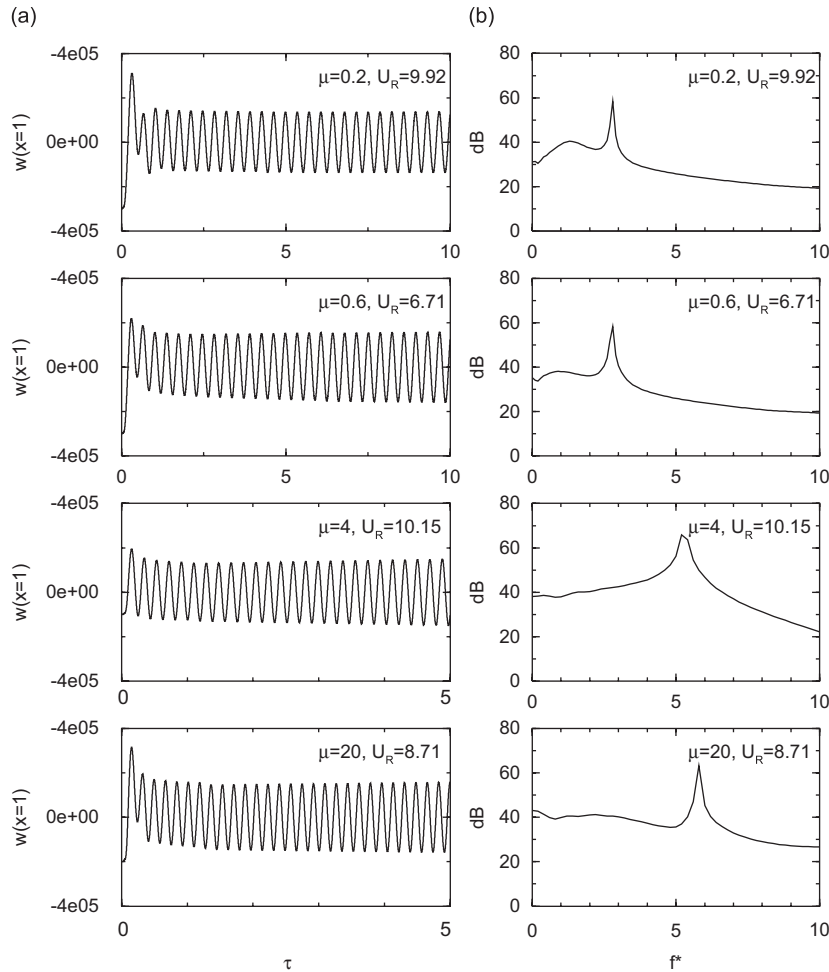 (a)
(b)
-4e05
0e+00
-4e05
w(x=1)
μ=0.2, U_R=9.92
0
5
10
80
60
40
20
0
dB
μ=0.2, U_R=9.92
0
5
10
-4e05
0e+00
-4e05
w(x=1)
μ=0.6, U_R=6.71
0
5
10
80
60
40
20
0
dB
μ=0.6, U_R=6.71
0
5
10
-4e05
0e+00
-4e05
w(x=1)
μ=4, U_R=10.15
0
5
80
60
40
20
0
dB
μ=4, U_R=10.15
0
5
10
-4e05
0e+00
-4e05
w(x=1)
μ=20, U_R=8.71
0
5
τ
80
60
40
20
0
dB
μ=20, U_R=8.71
0
5
10
f*